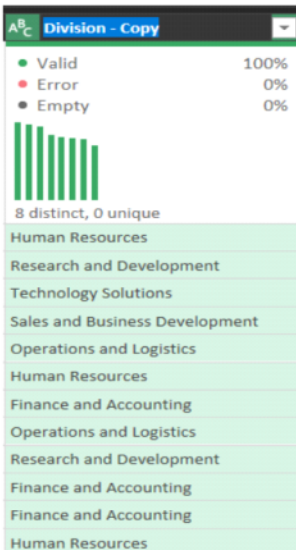 ABC Division - Copy
Valid 100%
Error 0%
Empty 0%
8 distinct, 0 unique
Human Resources
Research and Development
Technology Solutions
Sales and Business Development
Operations and Logistics
Human Resources
Finance and Accounting
Operations and Logistics
Research and Development
Finance and Accounting
Finance and Accounting
Human Resources